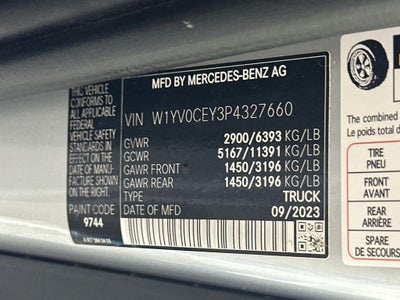 MFD BY MERCEDES-BENZ AG
THIS VEHICLE
CONFORMS TO
ALL APPLICABLE
U.S. FEDERAL
MOTOR VEHICLE
SAFETY
STANDARDS
IN EFFECT ON
THE DATE OF
MANUFACTURE
SHOWN ABOVE
VIN W1YV0CEY3P4327660
GVWR 2900/6393 KG/LB
GCWR 5167/11391 KG/LB
GAWR FRONT 1450/3196 KG/LB
GAWR REAR 1450/3196 KG/LB
TYPE TRUCK
DATE OF MFD 09/2023
PAINT CODE
9744
The combined
Le poids total d
TIRE
PNEU
FRONT
AVANT
REAR
ARRIÈRE
SPARE
DE SECOURS